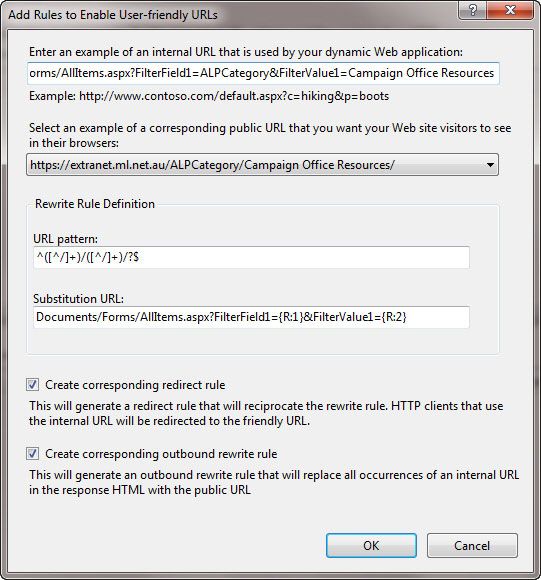 Add Rules to Enable User-friendly URLs
Enter an example of an internal URL that is used by your dynamic Web application:
orms/AllItems.aspx?FilterField1=ALPCategory&FilterValue1=Campaign Office Resources
Example: http://www.contoso.com/default.aspx?c=hiking&p=boots
Select an example of a corresponding public URL that you want your Web site visitors to see
in their browsers:
https://extranet.ml.net.au/ALPCategory/Campaign Office Resources/
Rewrite Rule Definition
URL pattern:
^([^/]+)/([^/]+)/?$
Substitution URL:
Documents/Forms/AllItems.aspx?FilterField1={R:1}&FilterValue1={R:2}
Create corresponding redirect rule
This will generate a redirect rule that will reciprocate the rewrite rule. HTTP clients that use
the internal URL will be redirected to the friendly URL.
Create corresponding outbound rewrite rule
This will generate an outbound rewrite rule that will replace all occurrences of an internal URL
in the response HTML with the public URL
OK
Cancel